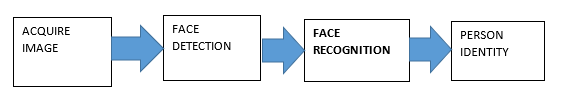 ACQUIRE
IMAGE
FACE
DETECTION
FACE
RECOGNITION
PERSON
IDENTITY